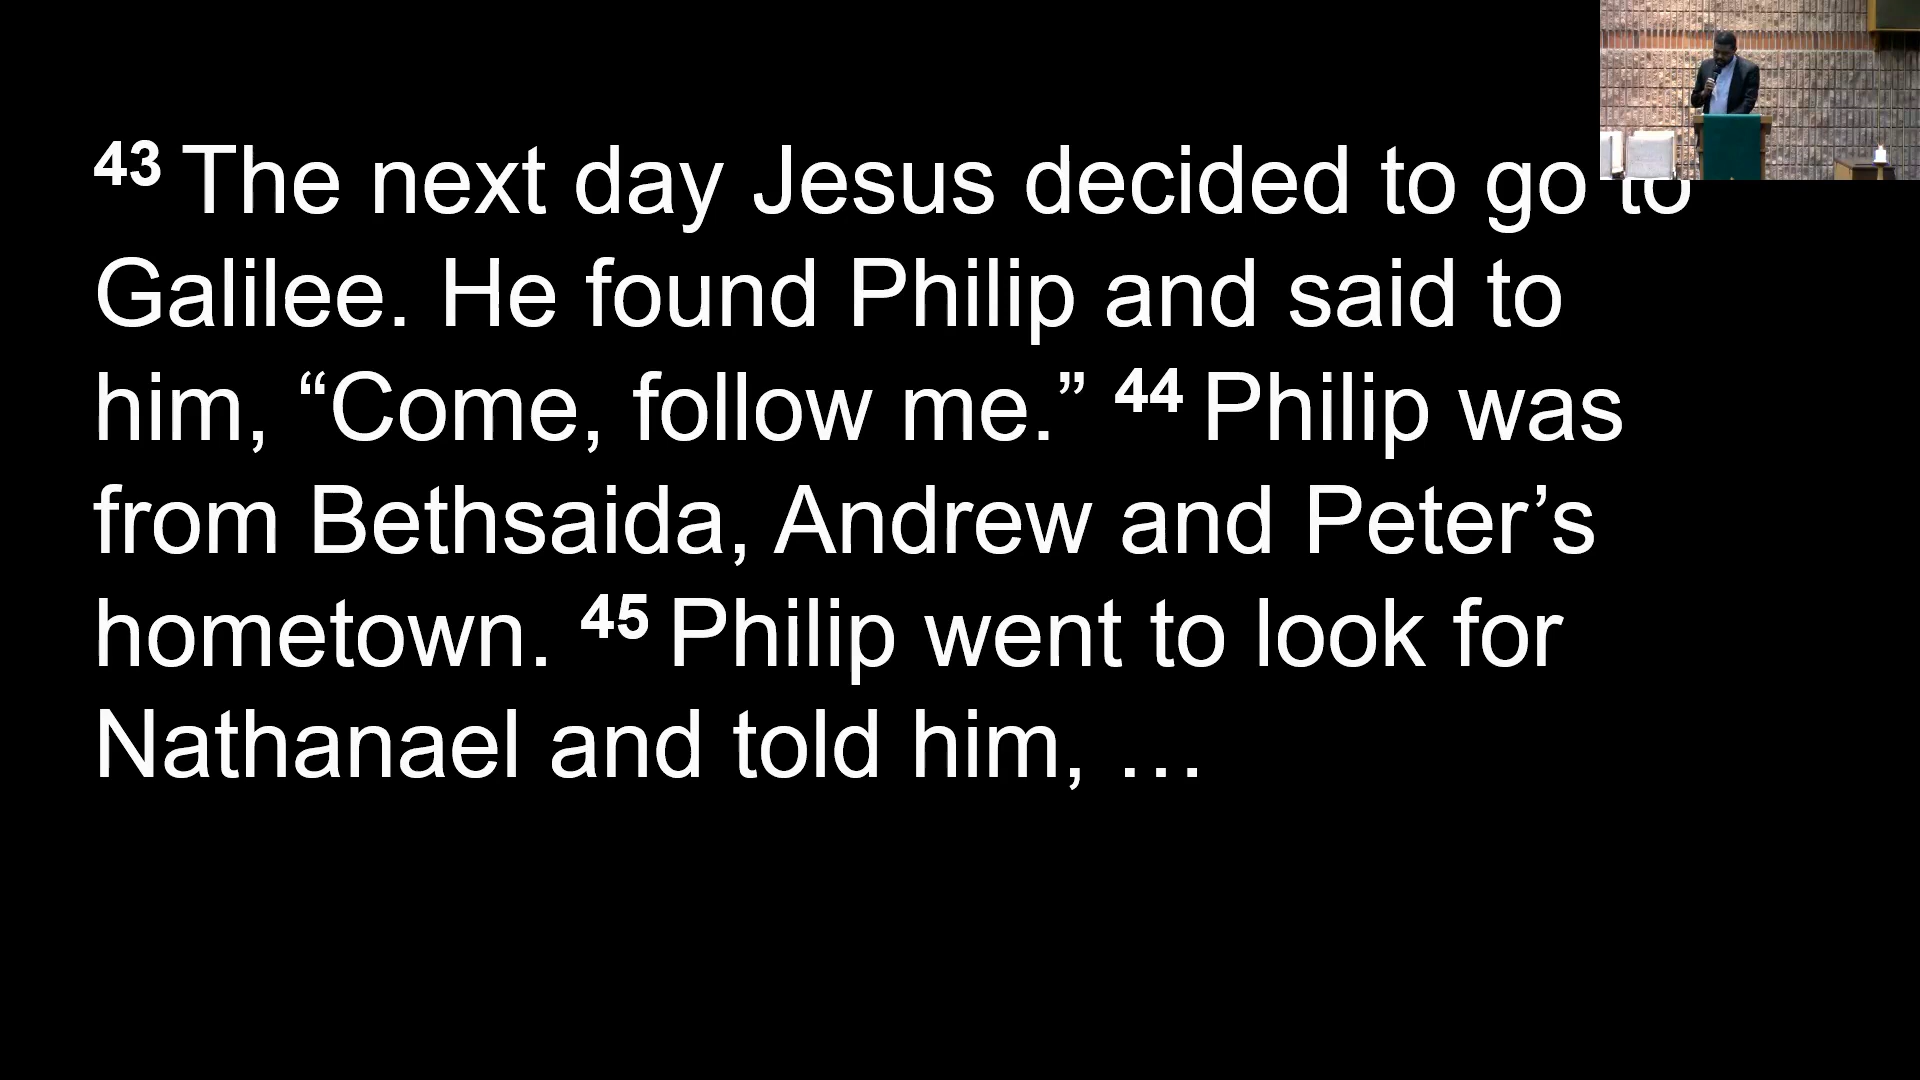 43 The next day Jesus decided to go to
Galilee. He found Philip and said to
him, “Come, follow me.” 44 Philip was
from Bethsaida, Andrew and Peter’s
hometown. 45 Philip went to look for
Nathanael and told him, …